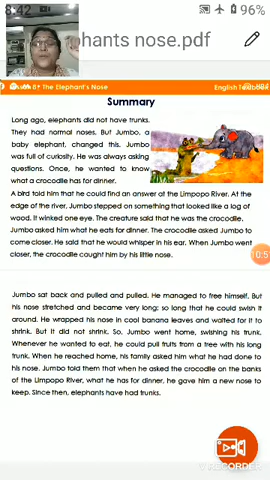 8:42
96%
phants nose.pdf
The Elephant's Nose
English
Summary
Long ago, elephants did not have trunks.
They had normal noses. But Jumbo, a
baby elephant, changed this. Jumbo
was full of curiosity. He was always asking
questions. Once, he wanted to know
what a crocodile has for dinner.
A bird told him that he could find an answer at the Limpopo River. At the
edge of the river, Jumbo stepped on something that looked like a log of
wood. It winked one eye. The creature said that he was the crocodile.
Jumbo asked him what he eats for dinner. The crocodile asked Jumbo to
come closer. He said that he would whisper in his ear. When Jumbo went
closer, the crocodile caught him by his little nose.
10:5
Jumbo sat back and pulled and pulled. He managed to free himself. But
his nose stretched and became very long; so long that he could swish it
around. He wrapped his nose in cool banana leaves and waited for it to
shrink. But it did not shrink. So, Jumbo went home, swishing his trunk.
Whenever he wanted to eat, he could pull fruits from a tree with his long
trunk. When he reached home, his family asked him what he had done to
his nose. Jumbo told them that when he asked the crocodile on the banks
of the Limpopo River, what he has for dinner, he gave him a new nose to
keep. Since then, elephants have had trunks.
RECORDER